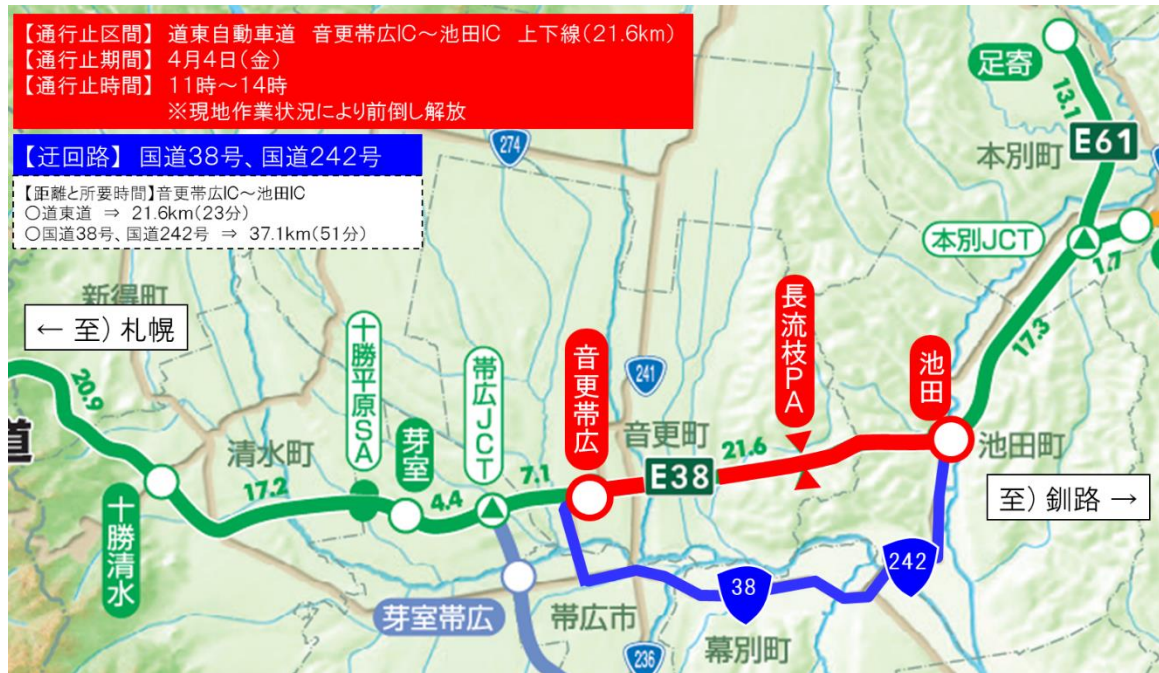 【通行止区間】 道東自動車道 音更帯広IC～池田IC 上下線(21.6km)
【通行止期間】 4月4日(金)
【通行止時間】 11時～14時
※現地作業状況により前倒し解放
【迂回路】 国道38号、国道242号
【距離と所要時間】音更帯広IC～池田IC
○道東道 ⇒ 21.6km(23分)
○国道38号、国道242号 ⇒ 37.1km(51分)
足寄
13.1
E61
本別町
274
本別JCT
1.7
17.3
新得町
← 至) 札幌
20.9
道
十勝清水
清水町
17.2
十勝平原SA
芽室
4.4
帯広JCT
7.1
音更帯広
241
音更町
E38
21.6
長流枝PA
池田
池田町
至) 釧路 →
芽室帯広
帯広市
236
幕別町
38
242